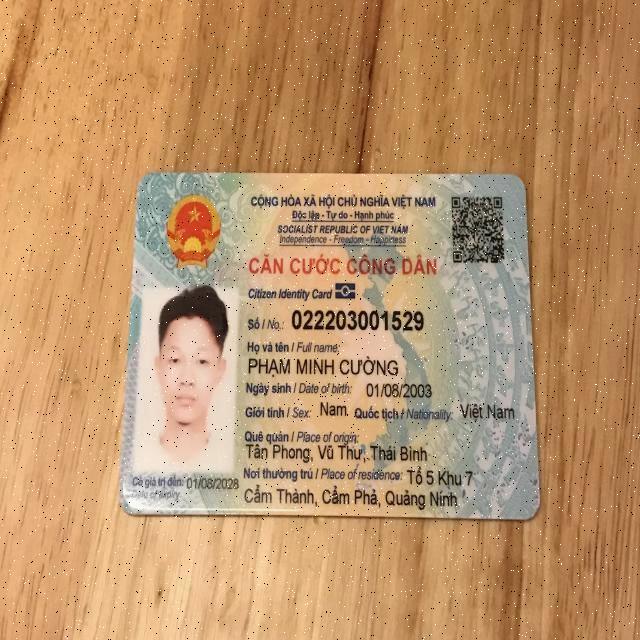 CỘNG HÒA XÃ HỘI CHỦ NGHĨA VIỆT NAM
Độc lập - Tự do - Hạnh phúc
SOCIALIST REPUBLIC OF VIET NAM
Independence - Freedom - Happiness
CĂN CƯỚC CÔNG DÂN
Citizen Identity Card
Số / No.: 022203001529
Họ và tên / Full name:
PHẠM MINH CƯỜNG
Ngày sinh / Date of birth: 01/08/2003
Giới tính / Sex: Nam Quốc tịch / Nationality: Việt Nam
Quê quán / Place of origin:
Tân Phong, Vũ Thư, Thái Bình
Nơi thường trú / Place of residence: Tổ 5 Khu 7
Cẩm Thành, Cẩm Phả, Quảng Ninh
Có giá trị đến: 01/08/2028
Date of expiry